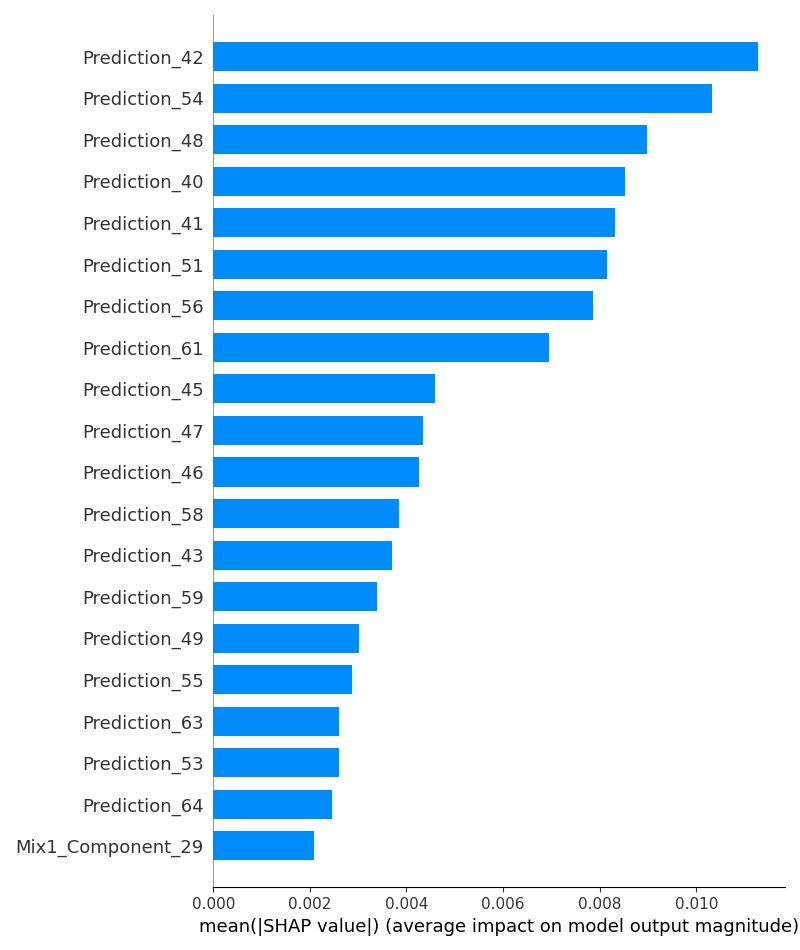 Prediction_42
Prediction_54
Prediction_48
Prediction_40
Prediction_41
Prediction_51
Prediction_56
Prediction_61
Prediction_45
Prediction_47
Prediction_46
Prediction_58
Prediction_43
Prediction_59
Prediction_49
Prediction_55
Prediction_63
Prediction_53
Prediction_64
Mix1_Component_29
0.000 0.002 0.004 0.006 0.008 0.010
mean(|SHAP value|) (average impact on model output magnitude)